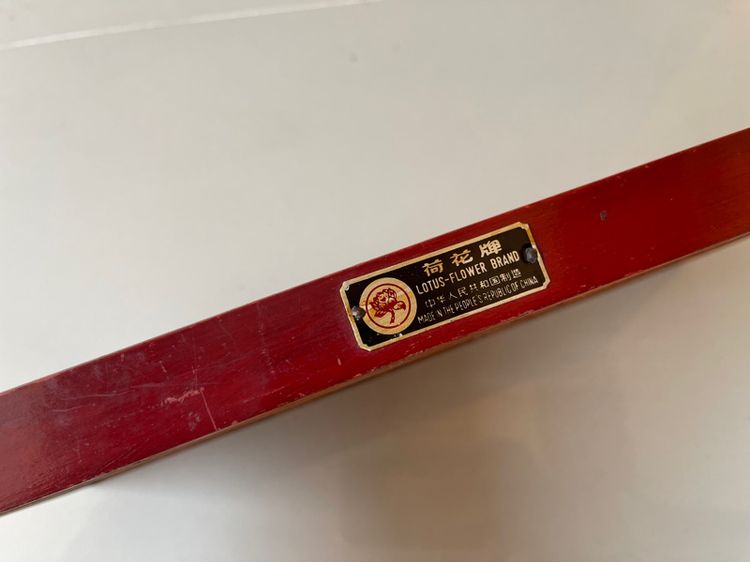 荷花牌
LOTUS-FLOWER BRAND
中华人民共和国制造
MADE IN THE PEOPLE'S REPUBLIC OF CHINA